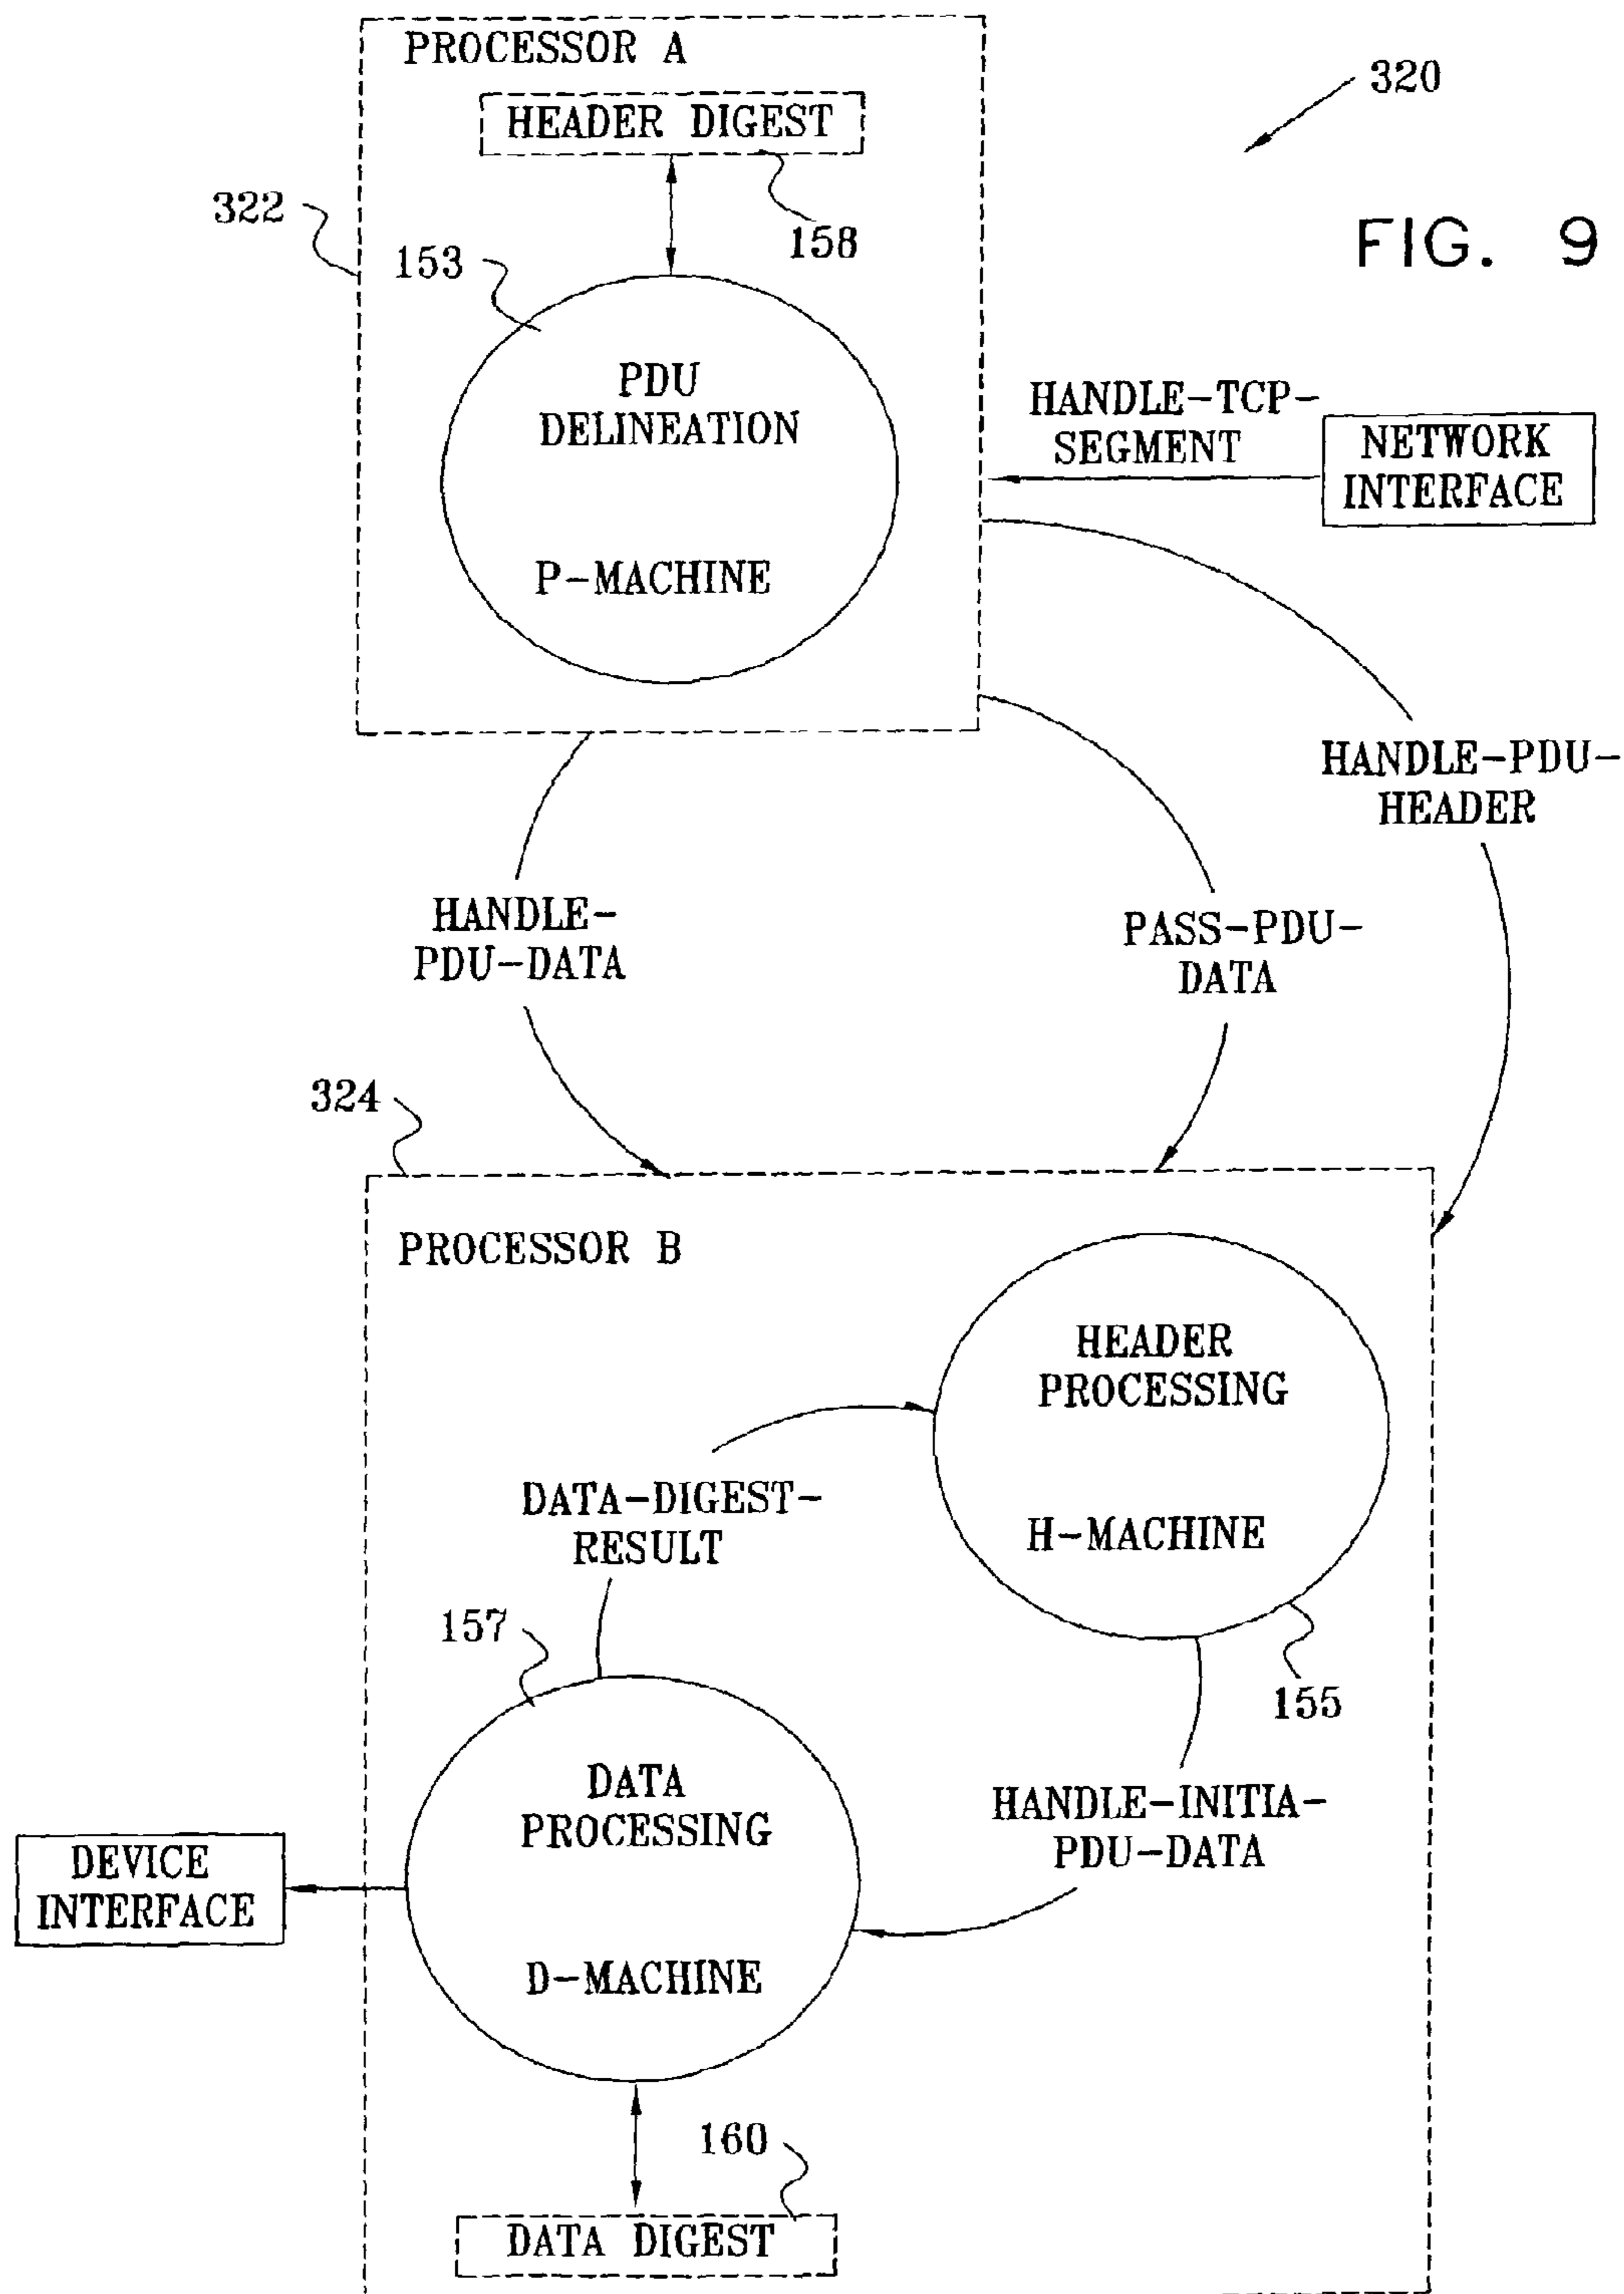 PROCESSOR A
320
HEADER DIGEST
322
158
FIG. 9
153
PDU
DELINEATION
P-MACHINE
HANDLE-TCP-
SEGMENT
NETWORK
INTERFACE
HANDLE-PDU-
HEADER
HANDLE-
PDU-DATA
PASS-PDU-
DATA
324
PROCESSOR B
HEADER
PROCESSING
H-MACHINE
DATA-DIGEST-
RESULT
157
155
DATA
PROCESSING
D-MACHINE
HANDLE-INITIA-
PDU-DATA
DEVICE
INTERFACE
160
DATA DIGEST